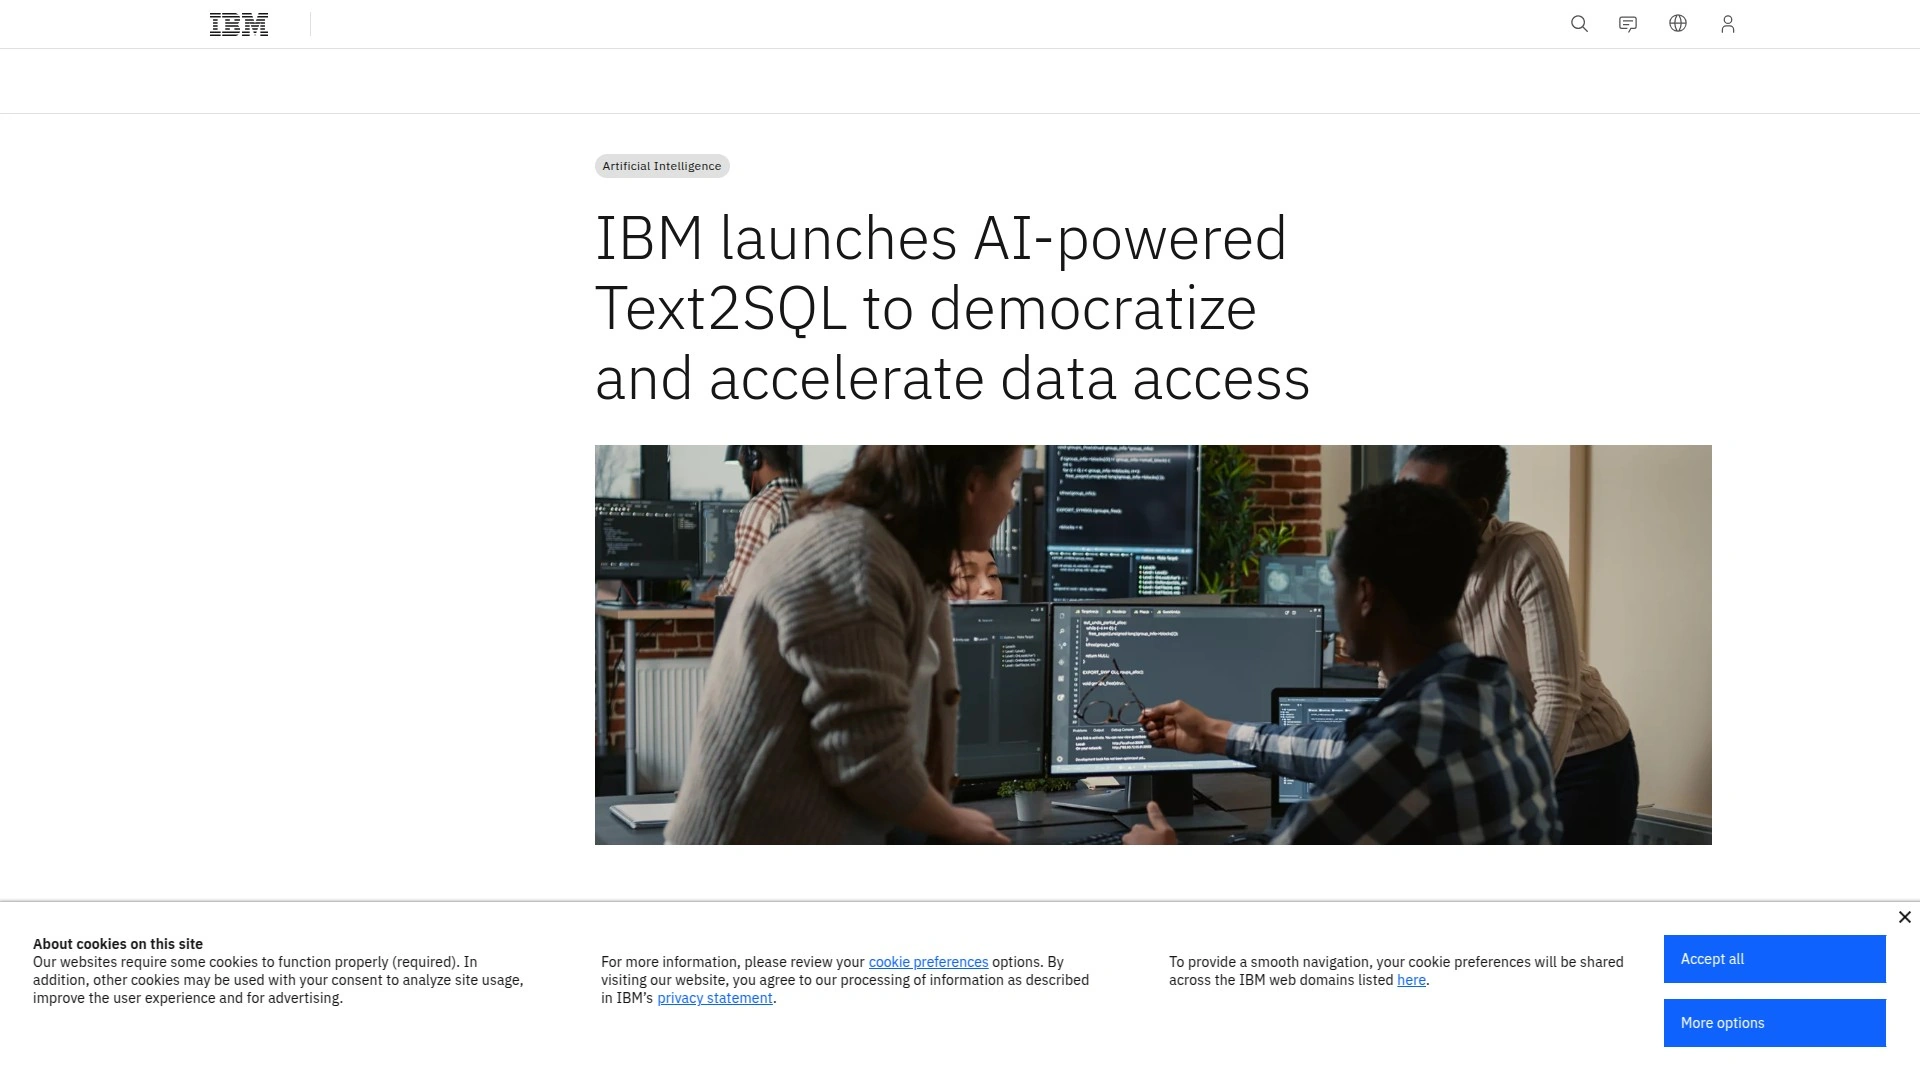 IBM
Artificial Intelligence
IBM launches AI-powered
Text2SQL to democratize
and accelerate data access
About cookies on this site
Our websites require some cookies to function properly (required). In
addition, other cookies may be used with your consent to analyze site usage,
improve the user experience and for advertising.
For more information, please review your cookie preferences options. By
visiting our website, you agree to our processing of information as described
in IBM's privacy statement.
To provide a smooth navigation, your cookie preferences will be shared
across the IBM web domains listed here.
Accept all
More options